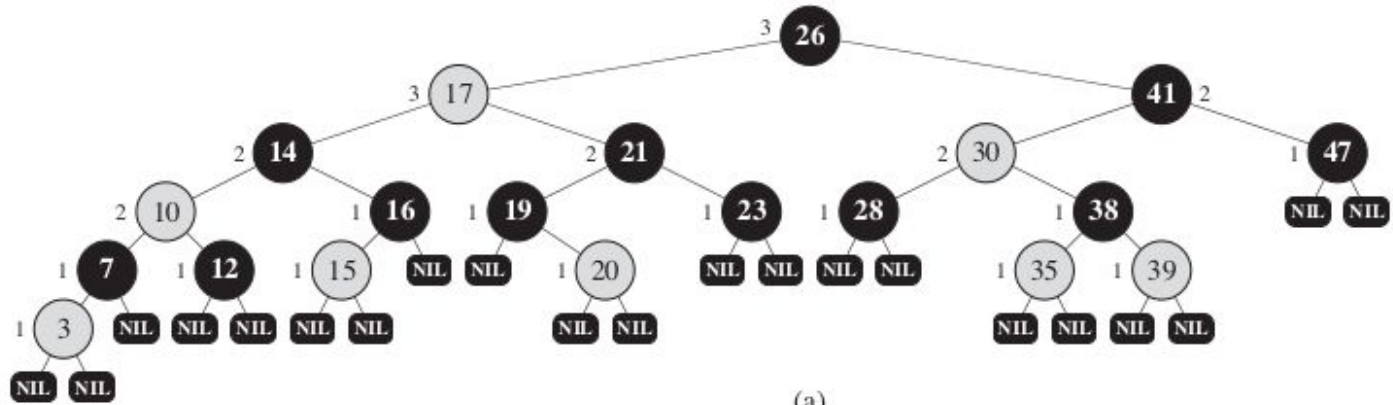 3 26
3 17 41 2
2 14 2 21 2 30 1 47
2 10 1 16 1 19 1 23 1 28 1 38 NIL NIL
1 7 1 12 1 15 NIL NIL 1 20 NIL NIL NIL NIL 1 35 1 39
1 3 NIL NIL NIL NIL NIL NIL NIL NIL NIL NIL NIL
NIL NIL
(a)